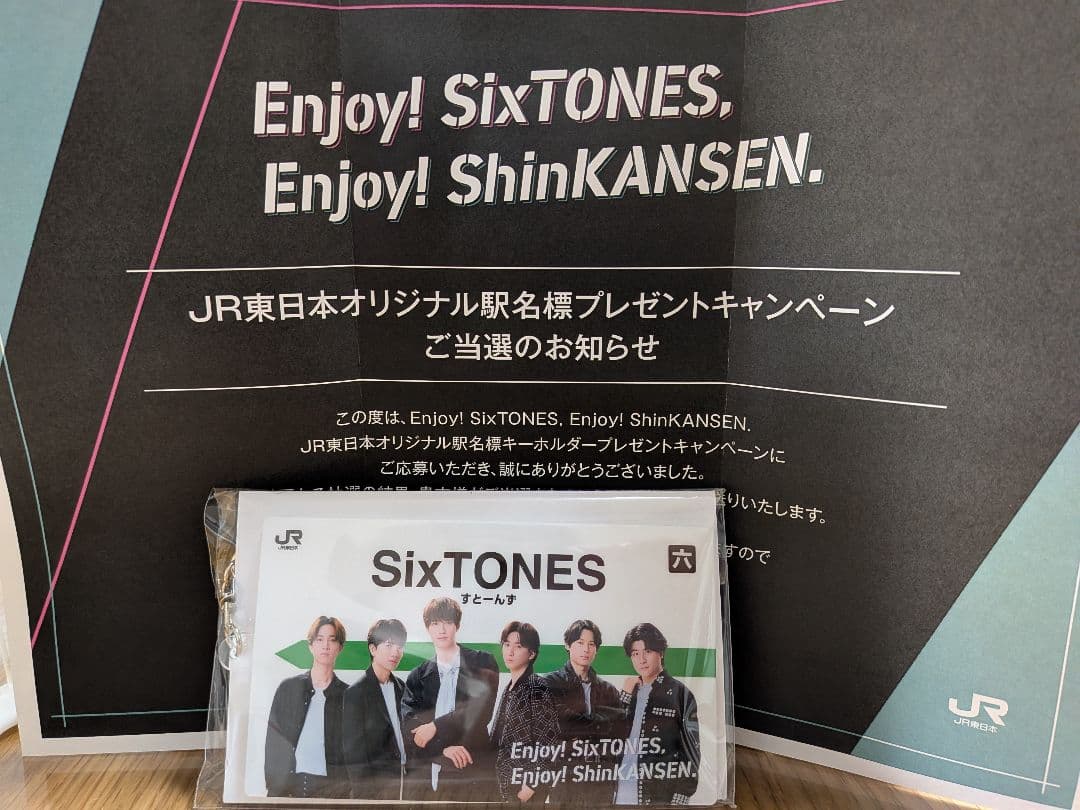 Enjoy! SixTONES,
Enjoy! ShinKANSEN.
JR東日本オリジナル駅名標プレゼントキャンペーン
ご当選のお知らせ
この度は、Enjoy! SixTONES, Enjoy! ShinKANSEN.
JR東日本オリジナル駅名標キーホルダープレゼントキャンペーンに
ご応募いただき、誠にありがとうございました。
りいたします。
すので
JR
JR東日本
SixTONES
六
すとーんず
Enjoy! SixTONES,
Enjoy! ShinKANSEN.
JR
JR東日本